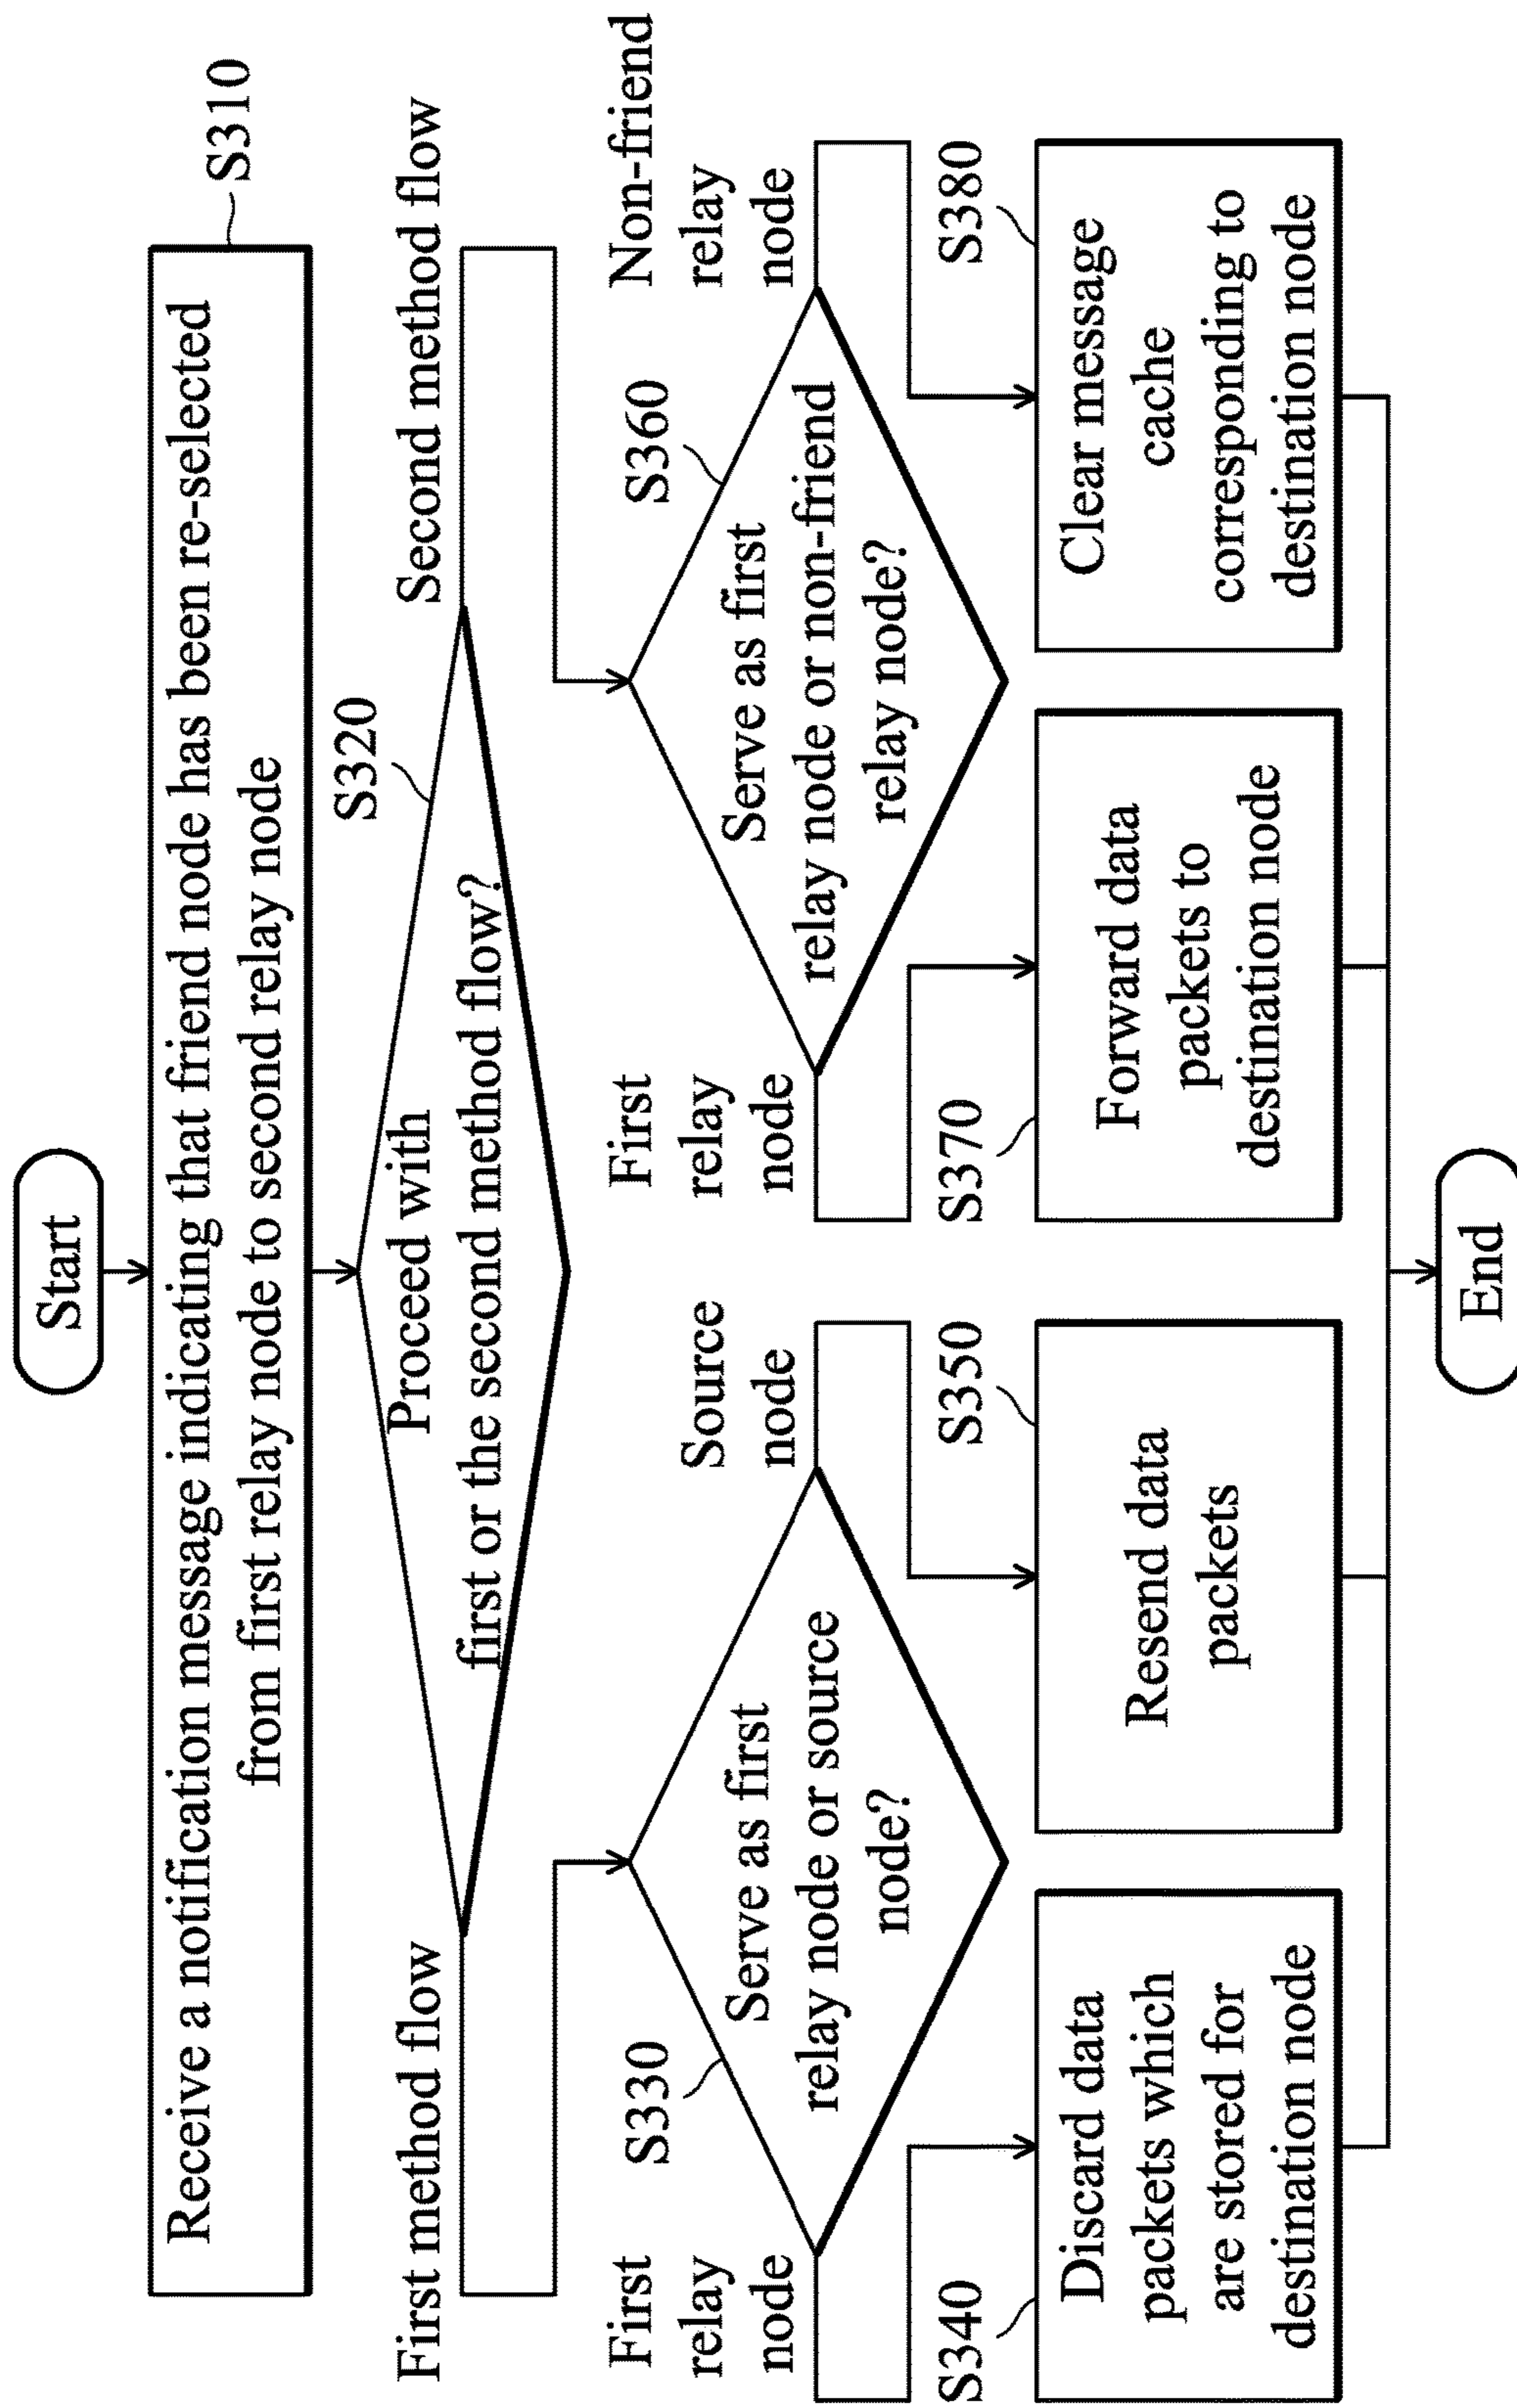 Start
S310
Receive a notification message indicating that friend node has been re-selected
from first relay node to second relay node
S320
Proceed with
first or the second method flow?
First method flow
Second method flow
S330
Serve as first
relay node or source
node?
First
relay
node
Source
node
S360
Serve as first
relay node or non-friend
relay node?
First
relay
node
Non-friend
relay
node
S340
Discard data
packets which
are stored for
destination node
S350
Resend data
packets
S370
Forward data
packets to
destination node
S380
Clear message
cache
corresponding to
destination node
End